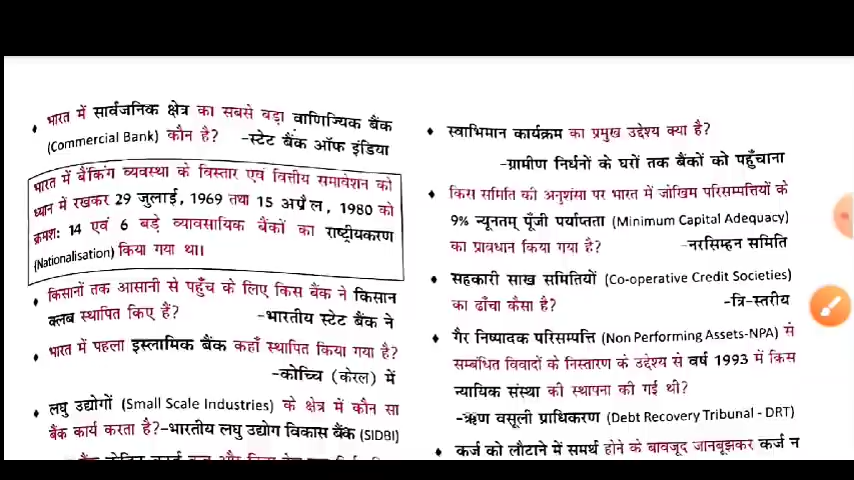 • भारत में सार्वजनिक क्षेत्र का सबसे बड़ा वाणिज्यिक बैंक
(Commercial Bank) कौन है? -स्टेट बैंक ऑफ इंडिया
भारत में बैंकिंग व्यवस्था के विस्तार एवं वित्तीय समावेशन को
ध्यान में रखकर 29 जुलाई, 1969 तथा 15 अप्रैल, 1980 को
क्रमशः 14 एवं 6 बड़े व्यावसायिक बैंकों का राष्ट्रीयकरण
(Nationalisation) किया गया था।
• किसानों तक आसानी से पहुँच के लिए किस बैंक ने किसान
क्लब स्थापित किए हैं? -भारतीय स्टेट बैंक ने
• भारत में पहला इस्लामिक बैंक कहाँ स्थापित किया गया है?
-कोच्चि (केरल) में
• लघु उद्योगों (Small Scale Industries) के क्षेत्र में कौन सा
बैंक कार्य करता है?-भारतीय लघु उद्योग विकास बैंक (SIDBI)
• स्वाभिमान कार्यक्रम का प्रमुख उद्देश्य क्या है?
-ग्रामीण निर्धनों के घरों तक बैंकों को पहुँचाना
• किस समिति की अनुशंसा पर भारत में जोखिम परिसम्पत्तियों के
9% न्यूनतम् पूँजी पर्याप्तता (Minimum Capital Adequacy)
का प्रावधान किया गया है? -नरसिम्हन समिति
• सहकारी साख समितियों (Co-operative Credit Societies)
का ढाँचा कैसा है? -त्रि-स्तरीय
• गैर निष्पादक परिसम्पत्ति (Non Performing Assets-NPA) से
सम्बंधित विवादों के निस्तारण के उद्देश्य से वर्ष 1993 में किस
न्यायिक संस्था की स्थापना की गई थी?
-ऋण वसूली प्राधिकरण (Debt Recovery Tribunal - DRT)
• कर्ज को लौटाने में समर्थ होने के बावजूद जानबूझकर कर्ज न